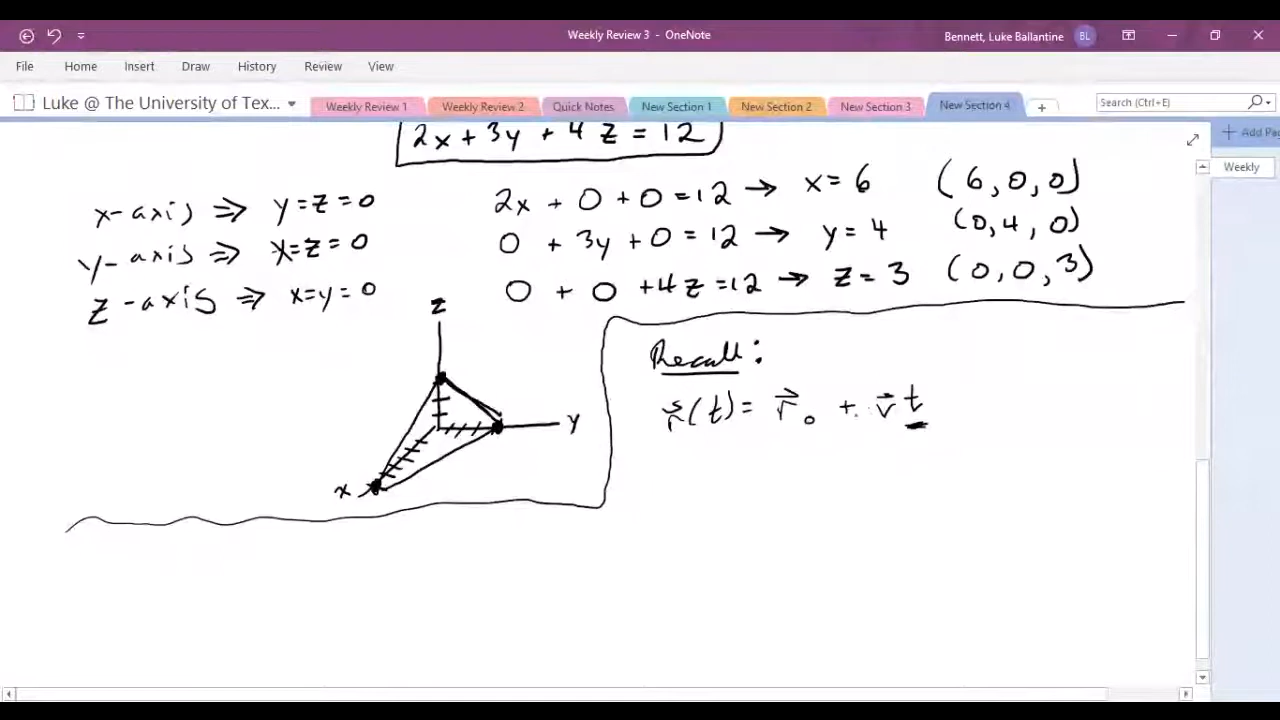 Weekly Review 3 - OneNote
Bennett, Luke Ballantine BL
File Home Insert Draw History Review View
Luke @ The University of Tex... Weekly Review 1 Weekly Review 2 Quick Notes New Section 1 New Section 2 New Section 3 New Section 4 + Search (Ctrl+E)
+ Add Pag
Weekly
2x + 3y + 4z = 12
x-axis ⇒ y=z=0 2x + 0 + 0 = 12 → x=6 (6,0,0)
y-axis ⇒ x=z=0 0 + 3y + 0 = 12 → y=4 (0,4,0)
z-axis ⇒ x=y=0 0 + 0 + 4z = 12 → z=3 (0,0,3)
z
y
x
Recall:
r⃗(t) = r⃗₀ + v⃗t